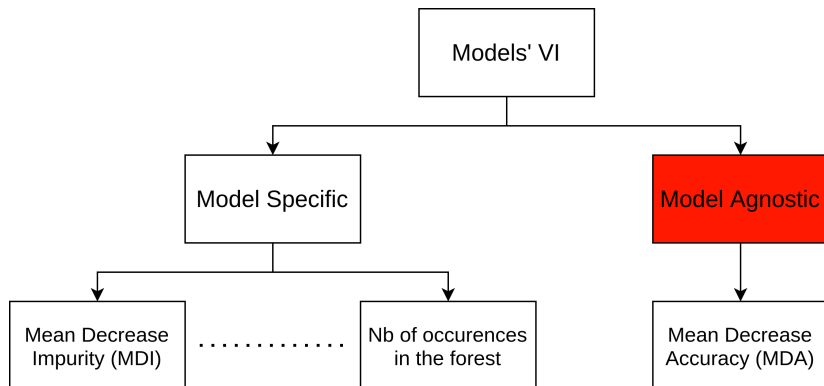 Models' VI
Model Specific
Model Agnostic
Mean Decrease
Impurity (MDI)
Nb of occurences
in the forest
Mean Decrease
Accuracy (MDA)